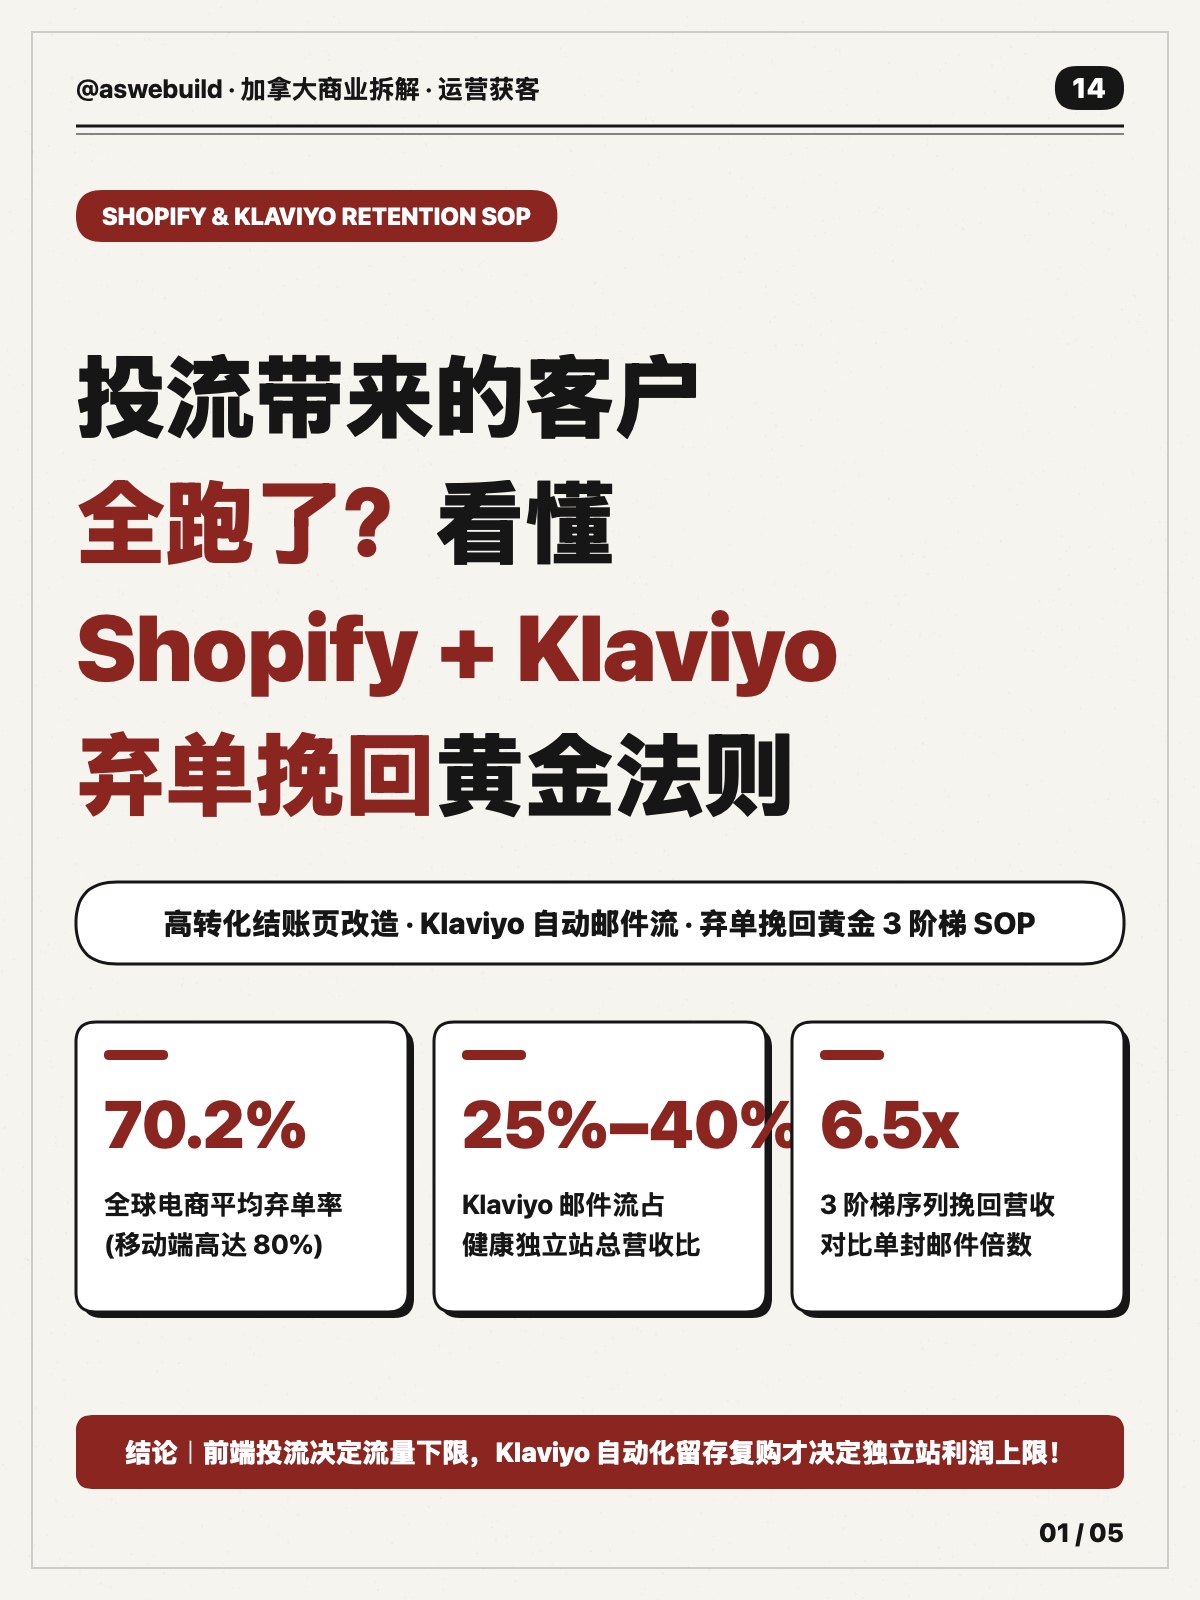 @aswebuild · 加拿大商业拆解 · 运营获客
14
SHOPIFY & KLAVIYO RETENTION SOP
投流带来的客户
全跑了？看懂
Shopify + Klaviyo
弃单挽回黄金法则
高转化结账页改造 · Klaviyo 自动邮件流 · 弃单挽回黄金 3 阶梯 SOP
70.2%
全球电商平均弃单率
(移动端高达 80%)
25%–40%
Klaviyo 邮件流占
健康独立站总营收比
6.5x
3 阶梯序列挽回营收
对比单封邮件倍数
结论｜前端投流决定流量下限，Klaviyo 自动化留存复购才决定独立站利润上限！
01 / 05